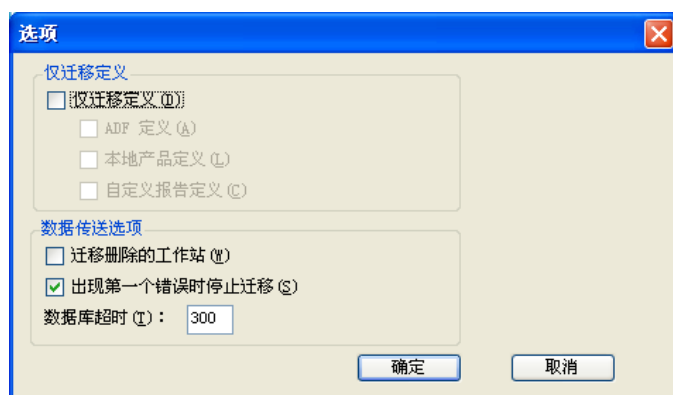 选项
仅迁移定义
仅迁移定义(D)
ADF 定义(A)
本地产品定义(L)
自定义报告定义(C)
数据传送选项
迁移删除的工作站(W)
出现第一个错误时停止迁移(S)
数据库超时(T)： 300
确定 取消